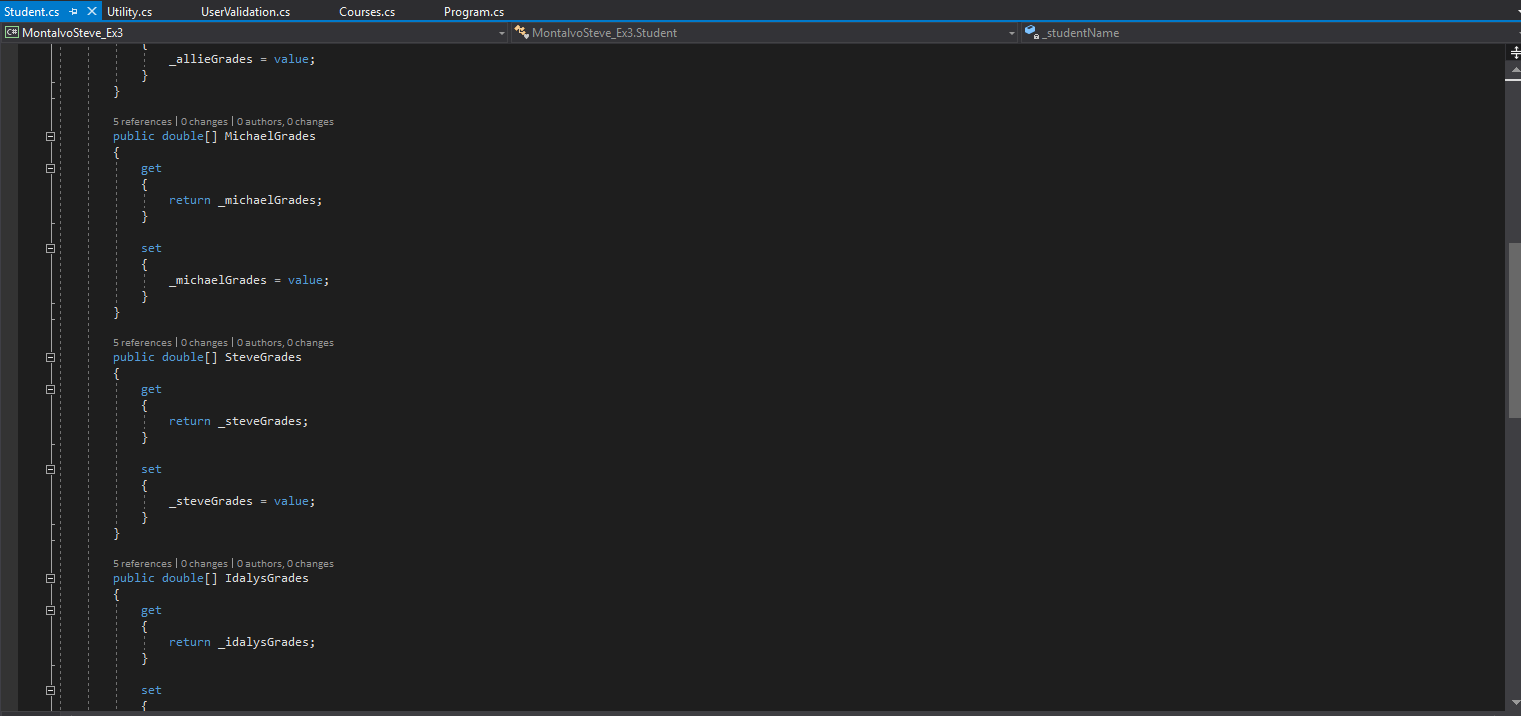 Student.cs Utility.cs UserValidation.cs Courses.cs Program.cs
C# MontalvoSteve_Ex3 MontalvoSteve_Ex3.Student _studentName
{
_allieGrades = value;
}
}
5 references | 0 changes | 0 authors, 0 changes
public double[] MichaelGrades
{
get
{
return _michaelGrades;
}
set
{
_michaelGrades = value;
}
}
5 references | 0 changes | 0 authors, 0 changes
public double[] SteveGrades
{
get
{
return _steveGrades;
}
set
{
_steveGrades = value;
}
}
5 references | 0 changes | 0 authors, 0 changes
public double[] IdalysGrades
{
get
{
return _idalysGrades;
}
set
{